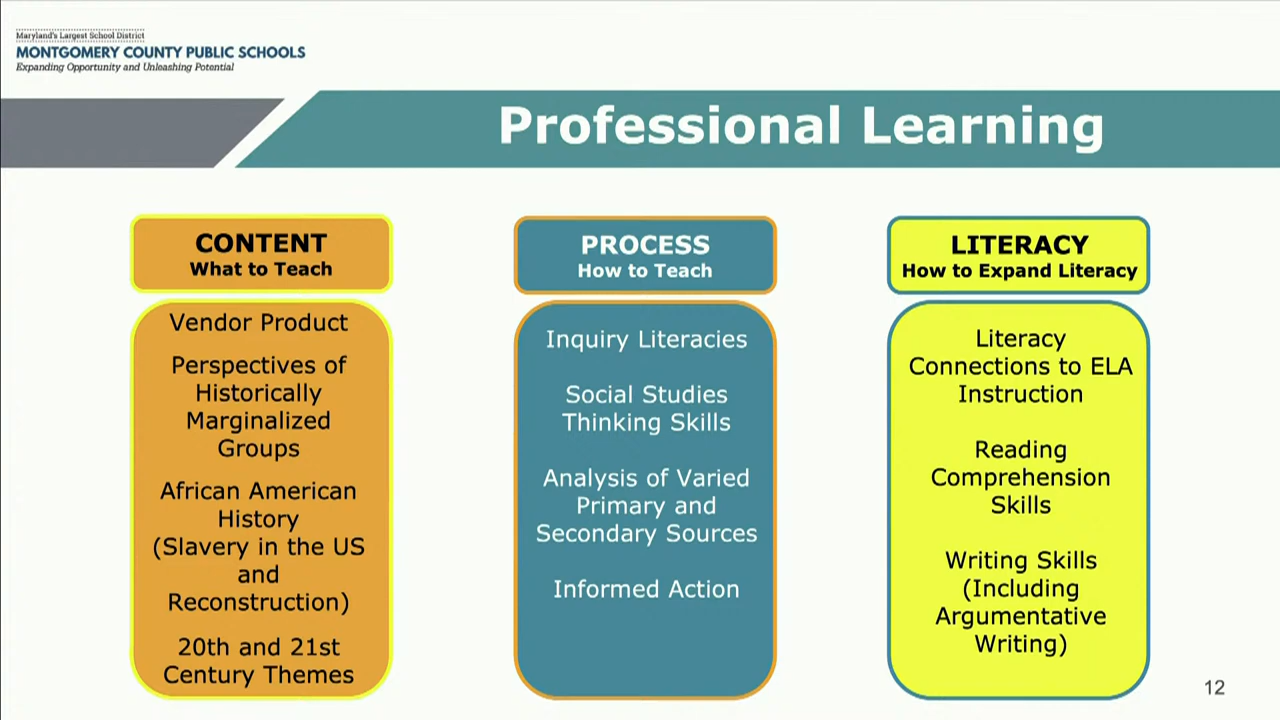 Maryland's Largest School District
MONTGOMERY COUNTY PUBLIC SCHOOLS
Expanding Opportunity and Unleashing Potential
Professional Learning
CONTENT
What to Teach
Vendor Product
Perspectives of
Historically
Marginalized
Groups
African American
History
(Slavery in the US
and
Reconstruction)
20th and 21st
Century Themes
PROCESS
How to Teach
Inquiry Literacies
Social Studies
Thinking Skills
Analysis of Varied
Primary and
Secondary Sources
Informed Action
LITERACY
How to Expand Literacy
Literacy
Connections to ELA
Instruction
Reading
Comprehension
Skills
Writing Skills
(Including
Argumentative
Writing)
12